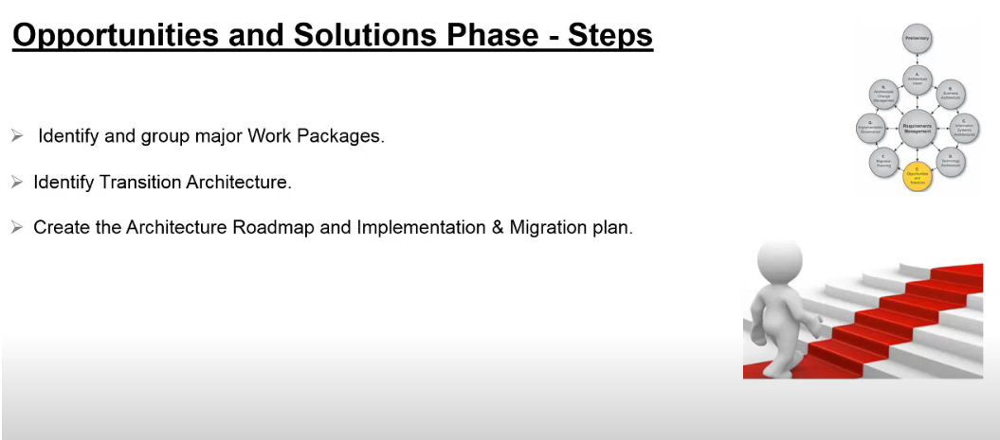 Opportunities and Solutions Phase - Steps
Identify and group major Work Packages.
Identify Transition Architecture.
Create the Architecture Roadmap and Implementation & Migration plan.
Preliminary
A.
Architecture
Vision
B.
Business
Architecture
C.
Information
Systems
Architectures
D.
Technology
Architecture
E.
Opportunities
and
Solutions
F.
Migration
Planning
G.
Implementation
Governance
H.
Architecture
Change
Management
Requirements
Management